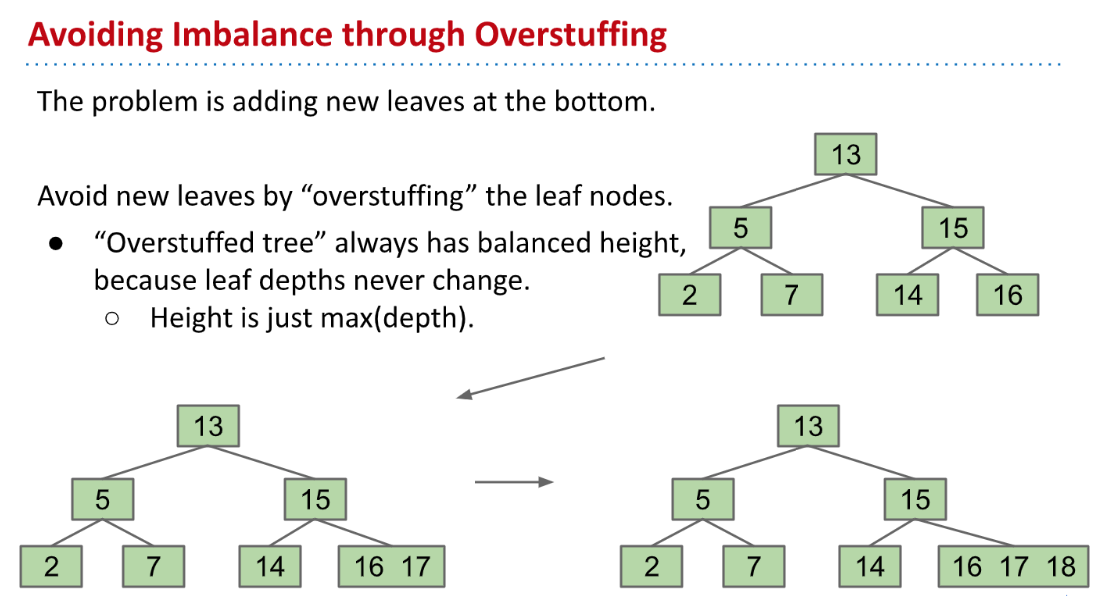 Avoiding Imbalance through Overstuffing
The problem is adding new leaves at the bottom.
Avoid new leaves by “overstuffing” the leaf nodes.
● “Overstuffed tree” always has balanced height,
because leaf depths never change.
○ Height is just max(depth).
13
5 15
2 7 14 16
13
5 15
2 7 14 16 17
13
5 15
2 7 14 16 17 18